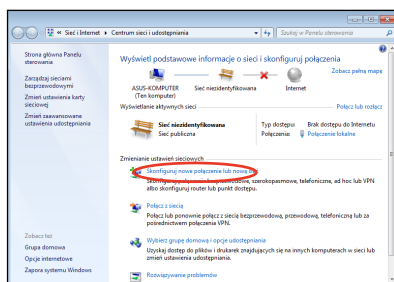 « Sieć i Internet ▸ Centrum sieci i udostępniania
Szukaj w Panelu sterowania
Strona główna Panelu
sterowania
Zarządzaj sieciami
bezprzewodowymi
Zmień ustawienia karty
sieciowej
Zmień zaawansowane
ustawienia udostępniania
Zobacz też
Grupa domowa
Opcje internetowe
Zapora systemu Windows
Wyświetl podstawowe informacje o sieci i skonfiguruj połączenia
Zobacz pełną mapę
ASUS-KOMPUTER
(Ten komputer)
Sieć niezidentyfikowana
Internet
Wyświetlanie aktywnych sieci
Połącz lub rozłącz
Sieć niezidentyfikowana
Sieć publiczna
Typ dostępu: Brak dostępu do Internetu
Połączenie: Połączenie lokalne
Zmienianie ustawień sieciowych
Skonfiguruj nowe połączenie lub nową
Skonfiguruj połączenie szerokopasmowe, telefoniczne, ad hoc lub VPN
albo skonfiguruj router lub punkt dostępu.
Połącz z siecią
Połącz lub ponownie połącz z siecią bezprzewodową, przewodową, telefoniczną lub za
pośrednictwem połączenia VPN.
Wybierz grupę domową i opcje udostępniania
Uzyskaj dostęp do plików i drukarek znajdujących się na innych komputerach w sieci lub
zmień ustawienia udostępniania.
Rozwiązywanie problemów